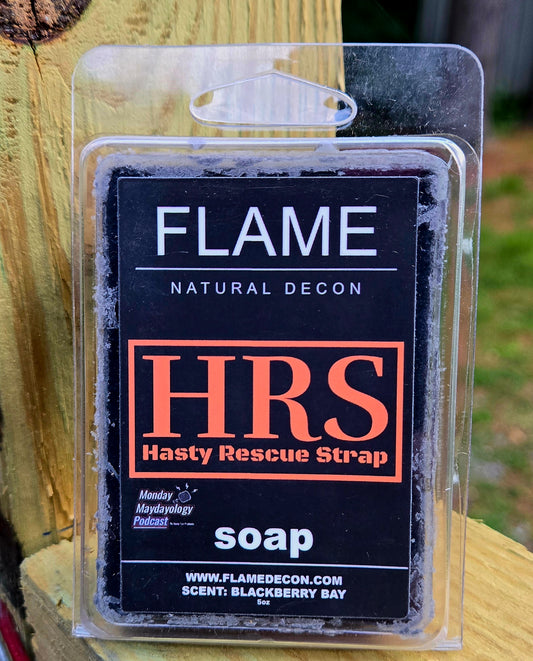 FLAME
NATURAL DECON
HRS
Hasty Rescue Strap
Monday
Maydayology
Podcast
soap
WWW.FLAMEDECON.COM
SCENT: BLACKBERRY BAY
5oz